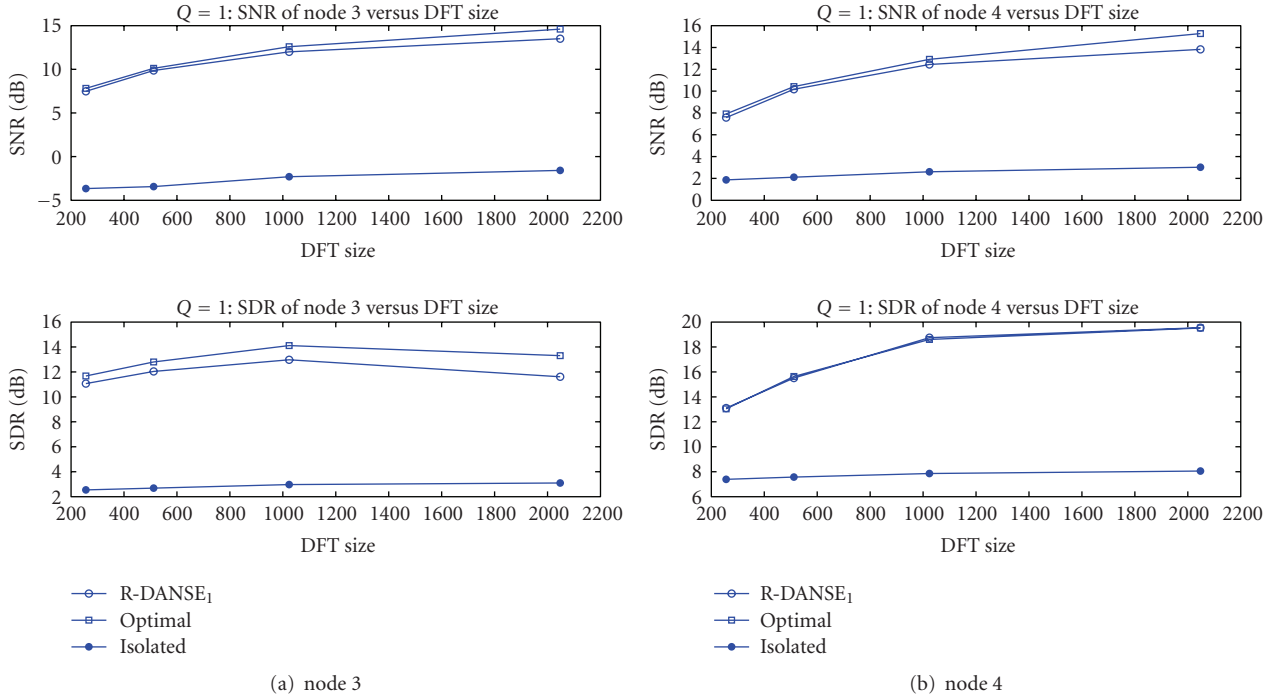 Q = 1: SNR of node 3 versus DFT size
15
10
5
0
−5
SNR (dB)
200 400 600 800 1000 1200 1400 1600 1800 2000 2200
DFT size
Q = 1: SDR of node 3 versus DFT size
16
14
12
10
8
6
4
2
SDR (dB)
200 400 600 800 1000 1200 1400 1600 1800 2000 2200
DFT size
R-DANSE₁
Optimal
Isolated
(a) node 3
Q = 1: SNR of node 4 versus DFT size
16
14
12
10
8
6
4
2
0
SNR (dB)
200 400 600 800 1000 1200 1400 1600 1800 2000 2200
DFT size
Q = 1: SDR of node 4 versus DFT size
20
18
16
14
12
10
8
6
SDR (dB)
200 400 600 800 1000 1200 1400 1600 1800 2000 2200
DFT size
R-DANSE₁
Optimal
Isolated
(b) node 4